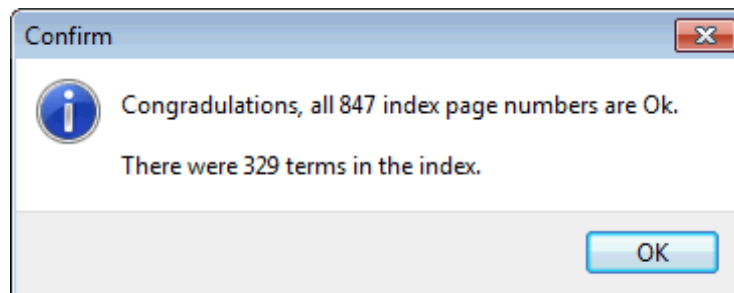 Confirm
Congradulations, all 847 index page numbers are Ok.
There were 329 terms in the index.
OK